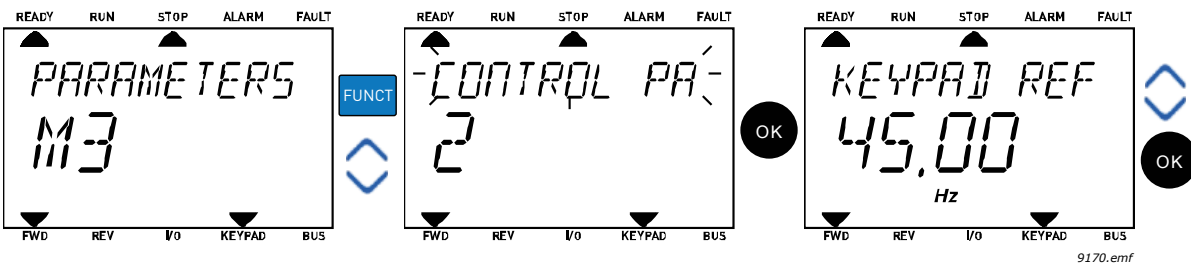 READY RUN STOP ALARM FAULT
PARAMETERS
M3
FWD REV I/O KEYPAD BUS
FUNCT
READY RUN STOP ALARM FAULT
CONTROL PA
2
FWD REV I/O KEYPAD BUS
OK
READY RUN STOP ALARM FAULT
KEYPAD REF
45.00
Hz
FWD REV I/O KEYPAD BUS
OK
9170.emf